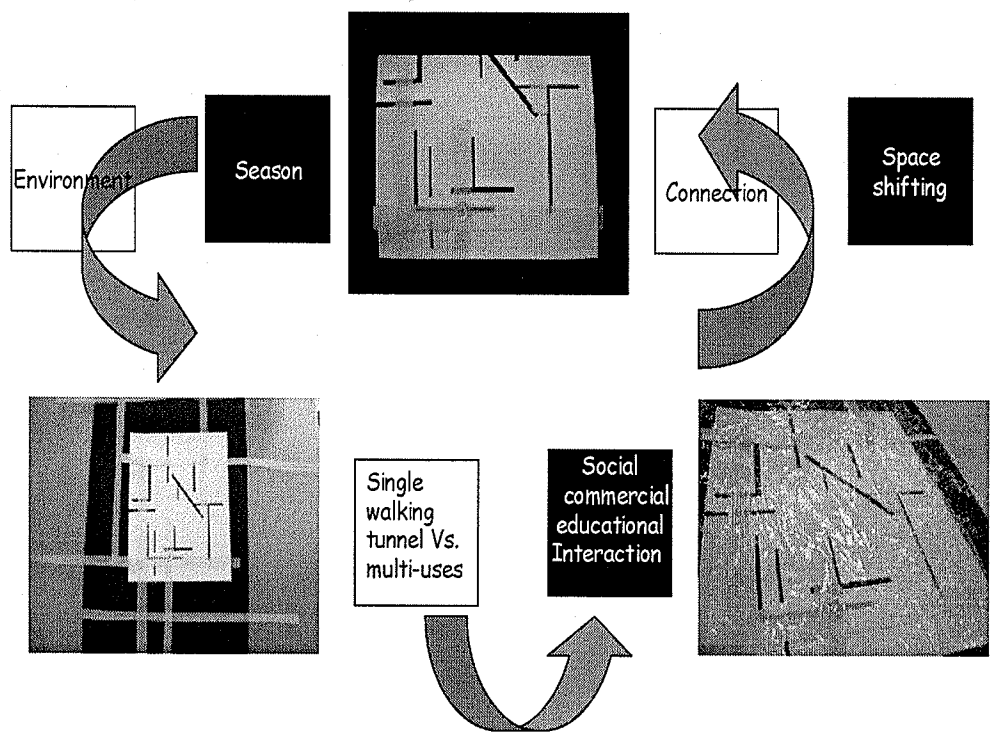 Environment
Season
Connection
Space
shifting
Single
walking
tunnel Vs.
multi-uses
Social
commercial
educational
Interaction